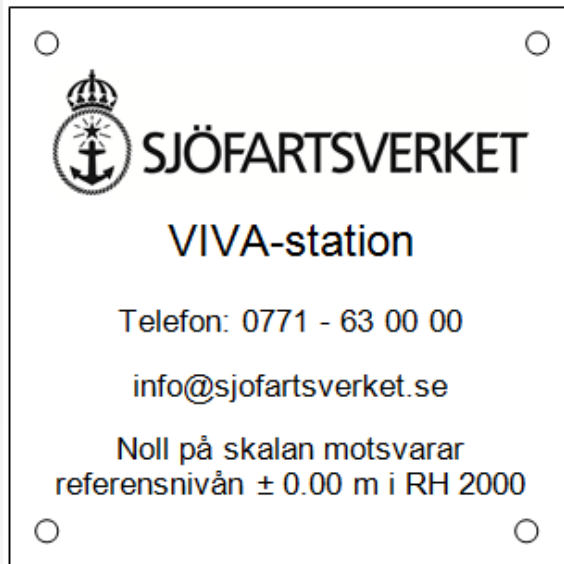 SJÖFARTSVERKET
VIVA-station
Telefon: 0771 - 63 00 00
info@sjofartsverket.se
Noll på skalan motsvarar
referensnivån ± 0.00 m i RH 2000